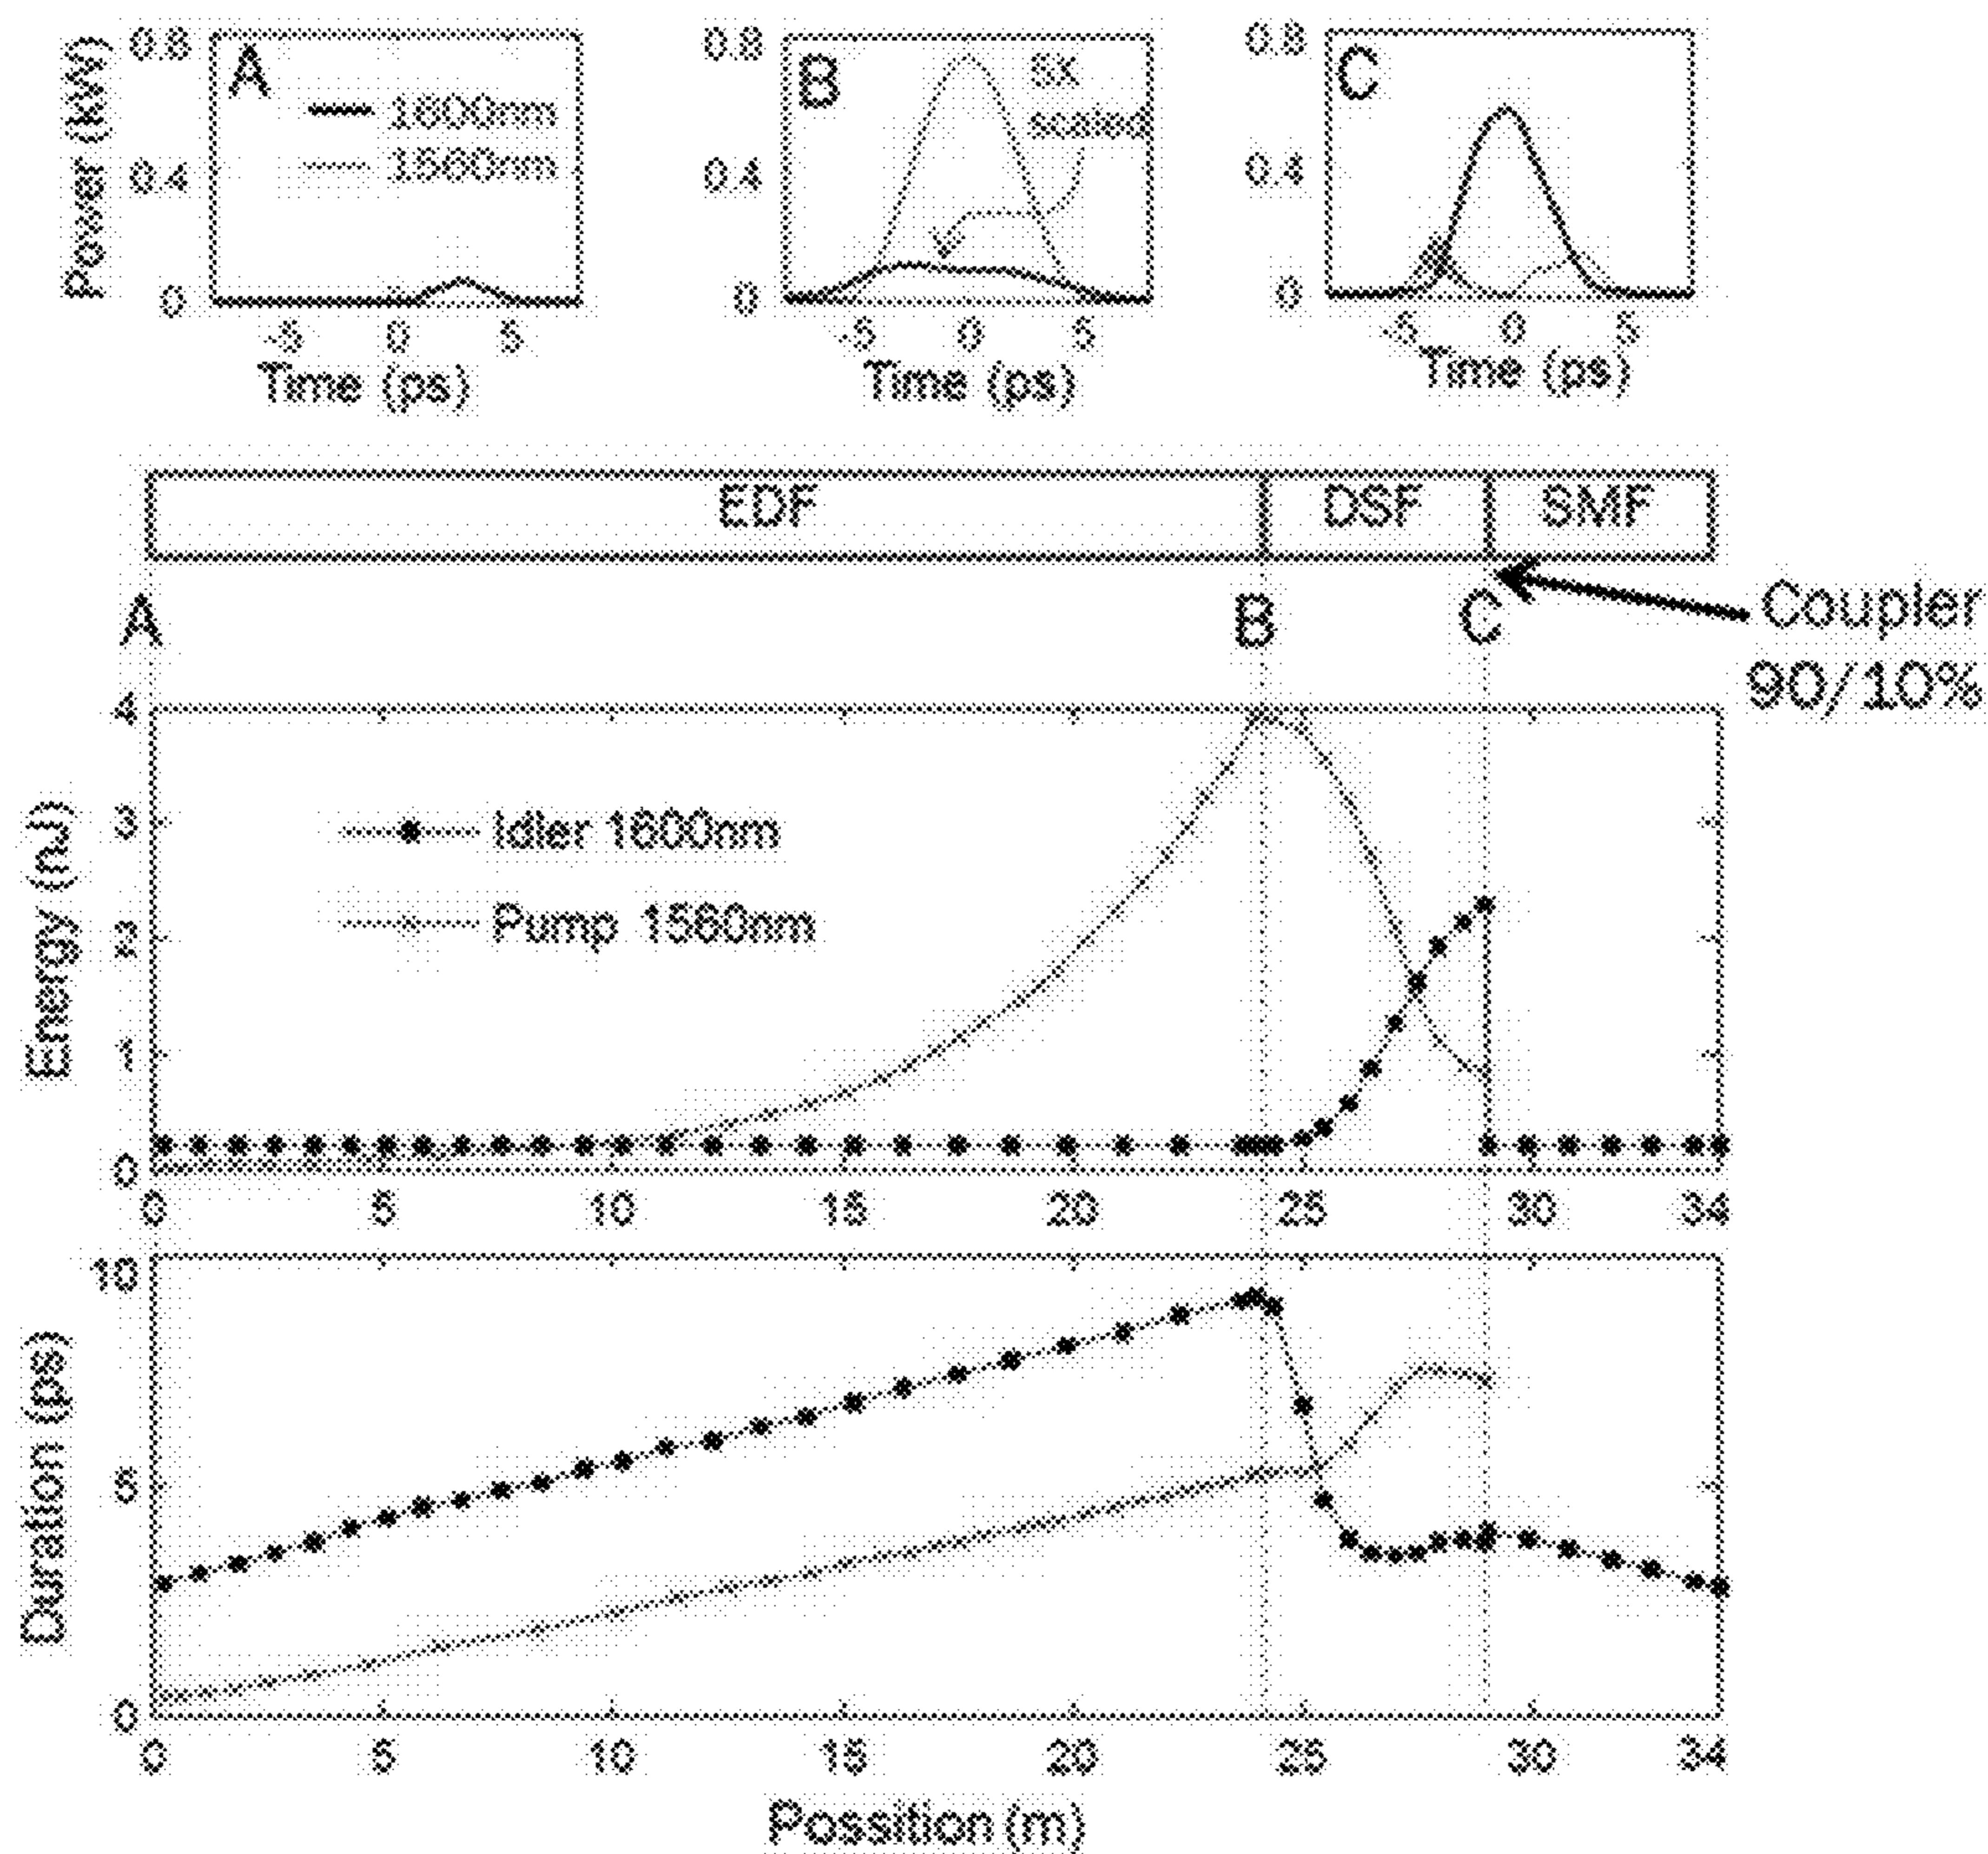 Power (kW)
0.8
0.4
0
A
1600nm
1560nm
-5 0 5
Time (ps)
0.8
0.4
0
B
5X
scaled
-5 0 5
Time (ps)
0.8
0.4
0
C
-5 0 5
Time (ps)
EDF DSF SMF
A B C
Coupler
90/10%
Energy (nJ)
4
3
2
1
0
Idler 1600nm
Pump 1560nm
0 5 10 15 20 25 30 34
Duration (ps)
10
5
0
0 5 10 15 20 25 30 34
Possition (m)